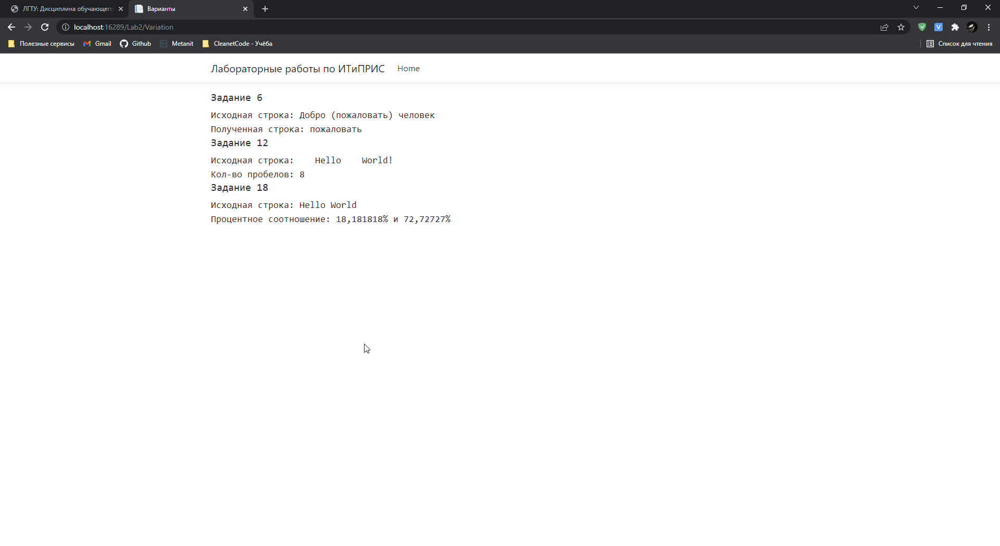 ЛГТУ: Дисциплина обучающего
Варианты
localhost:16289/Lab2/Variation
Полезные сервисы
Gmail
Github
Metanit
CleanetCode - Учёба
Список для чтения
Лабораторные работы по ИТиПРИС
Home
Задание 6
Исходная строка: Добро (пожаловать) человек
Полученная строка: пожаловать
Задание 12
Исходная строка:    Hello    World!
Кол-во пробелов: 8
Задание 18
Исходная строка: Hello World
Процентное соотношение: 18,181818% и 72,72727%